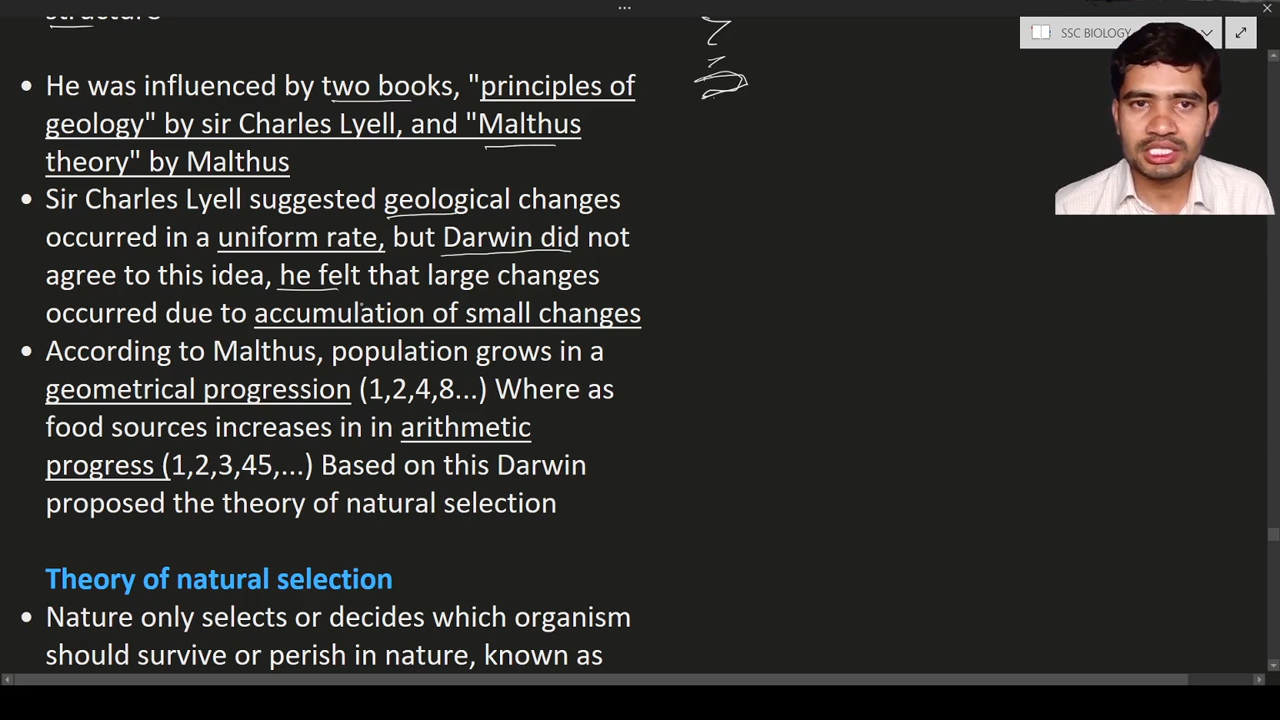 structure
SSC BIOLOGY
• He was influenced by two books, "principles of
geology" by sir Charles Lyell, and "Malthus
theory" by Malthus
• Sir Charles Lyell suggested geological changes
occurred in a uniform rate, but Darwin did not
agree to this idea, he felt that large changes
occurred due to accumulation of small changes
• According to Malthus, population grows in a
geometrical progression (1,2,4,8...) Where as
food sources increases in in arithmetic
progress (1,2,3,45,...) Based on this Darwin
proposed the theory of natural selection
Theory of natural selection
• Nature only selects or decides which organism
should survive or perish in nature, known as